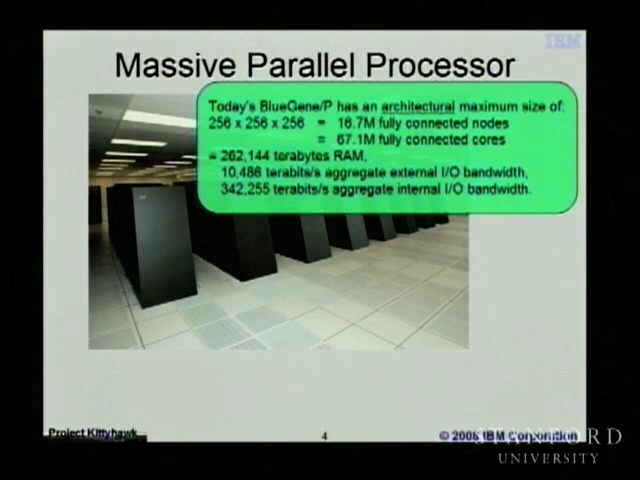 IBM
Massive Parallel Processor
Today's BlueGene/P has an architectural maximum size of:
256 x 256 x 256 = 16.7M fully connected nodes
= 67.1M fully connected cores
= 262,144 terabytes RAM,
10,486 terabits/s aggregate external I/O bandwidth,
342,255 terabits/s aggregate internal I/O bandwidth.
Project Kittyhawk
4
© 2008 IBM Corporation
STANFORD
UNIVERSITY